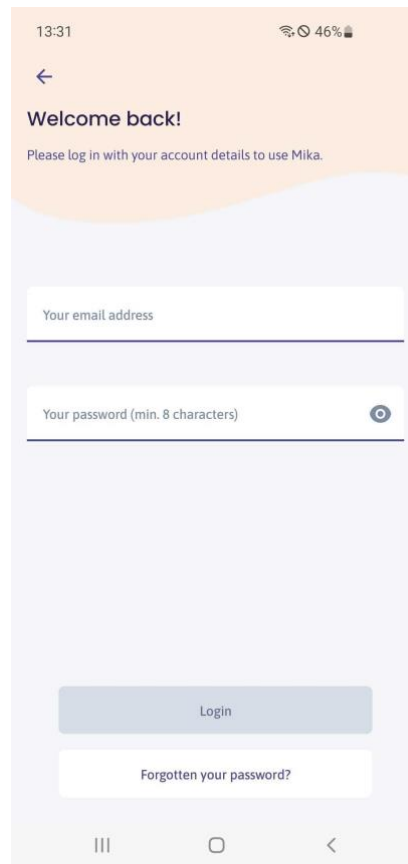 13:31
46%
Welcome back!
Please log in with your account details to use Mika.
Your email address
Your password (min. 8 characters)
Login
Forgotten your password?